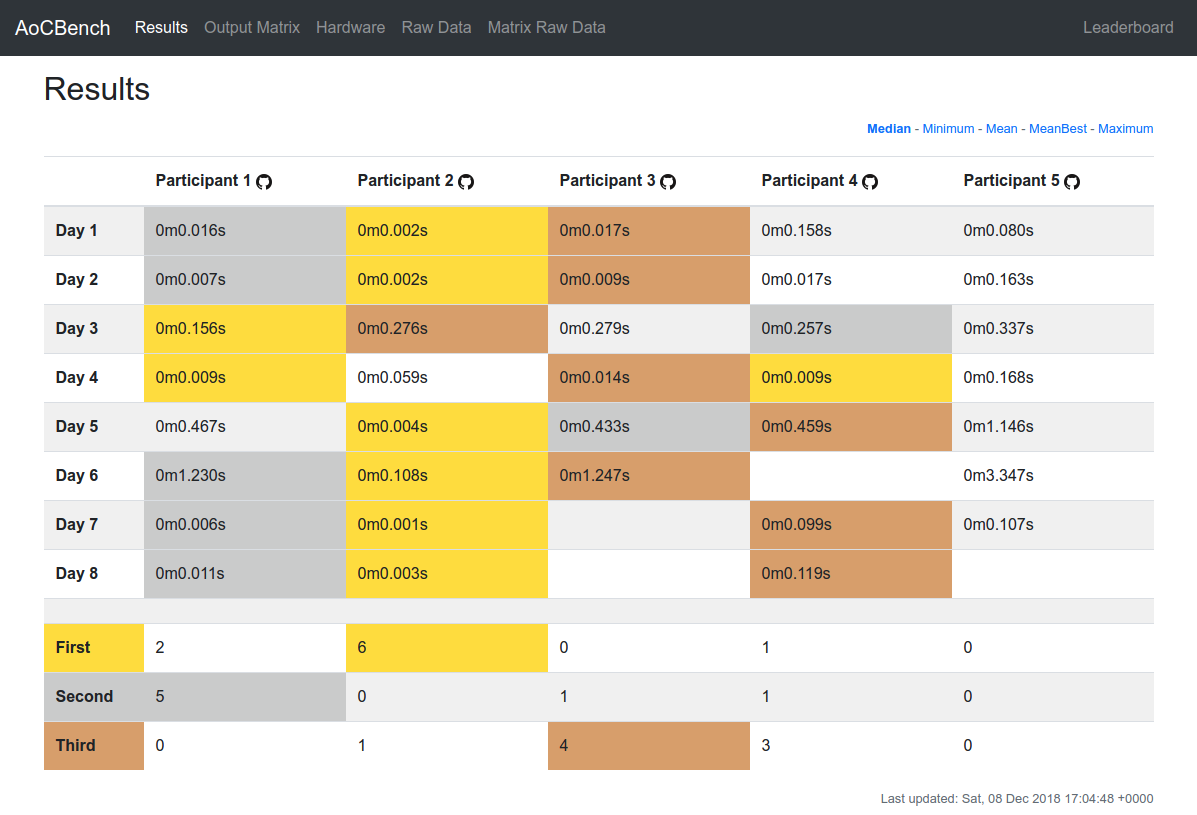 AoCBench Results Output Matrix Hardware Raw Data Matrix Raw Data Leaderboard
Results
Median - Minimum - Mean - MeanBest - Maximum
Participant 1 Participant 2 Participant 3 Participant 4 Participant 5
Day 1 0m0.016s 0m0.002s 0m0.017s 0m0.158s 0m0.080s
Day 2 0m0.007s 0m0.002s 0m0.009s 0m0.017s 0m0.163s
Day 3 0m0.156s 0m0.276s 0m0.279s 0m0.257s 0m0.337s
Day 4 0m0.009s 0m0.059s 0m0.014s 0m0.009s 0m0.168s
Day 5 0m0.467s 0m0.004s 0m0.433s 0m0.459s 0m1.146s
Day 6 0m1.230s 0m0.108s 0m1.247s 0m3.347s
Day 7 0m0.006s 0m0.001s 0m0.099s 0m0.107s
Day 8 0m0.011s 0m0.003s 0m0.119s
First 2 6 0 1 0
Second 5 0 1 1 0
Third 0 1 4 3 0
Last updated: Sat, 08 Dec 2018 17:04:48 +0000